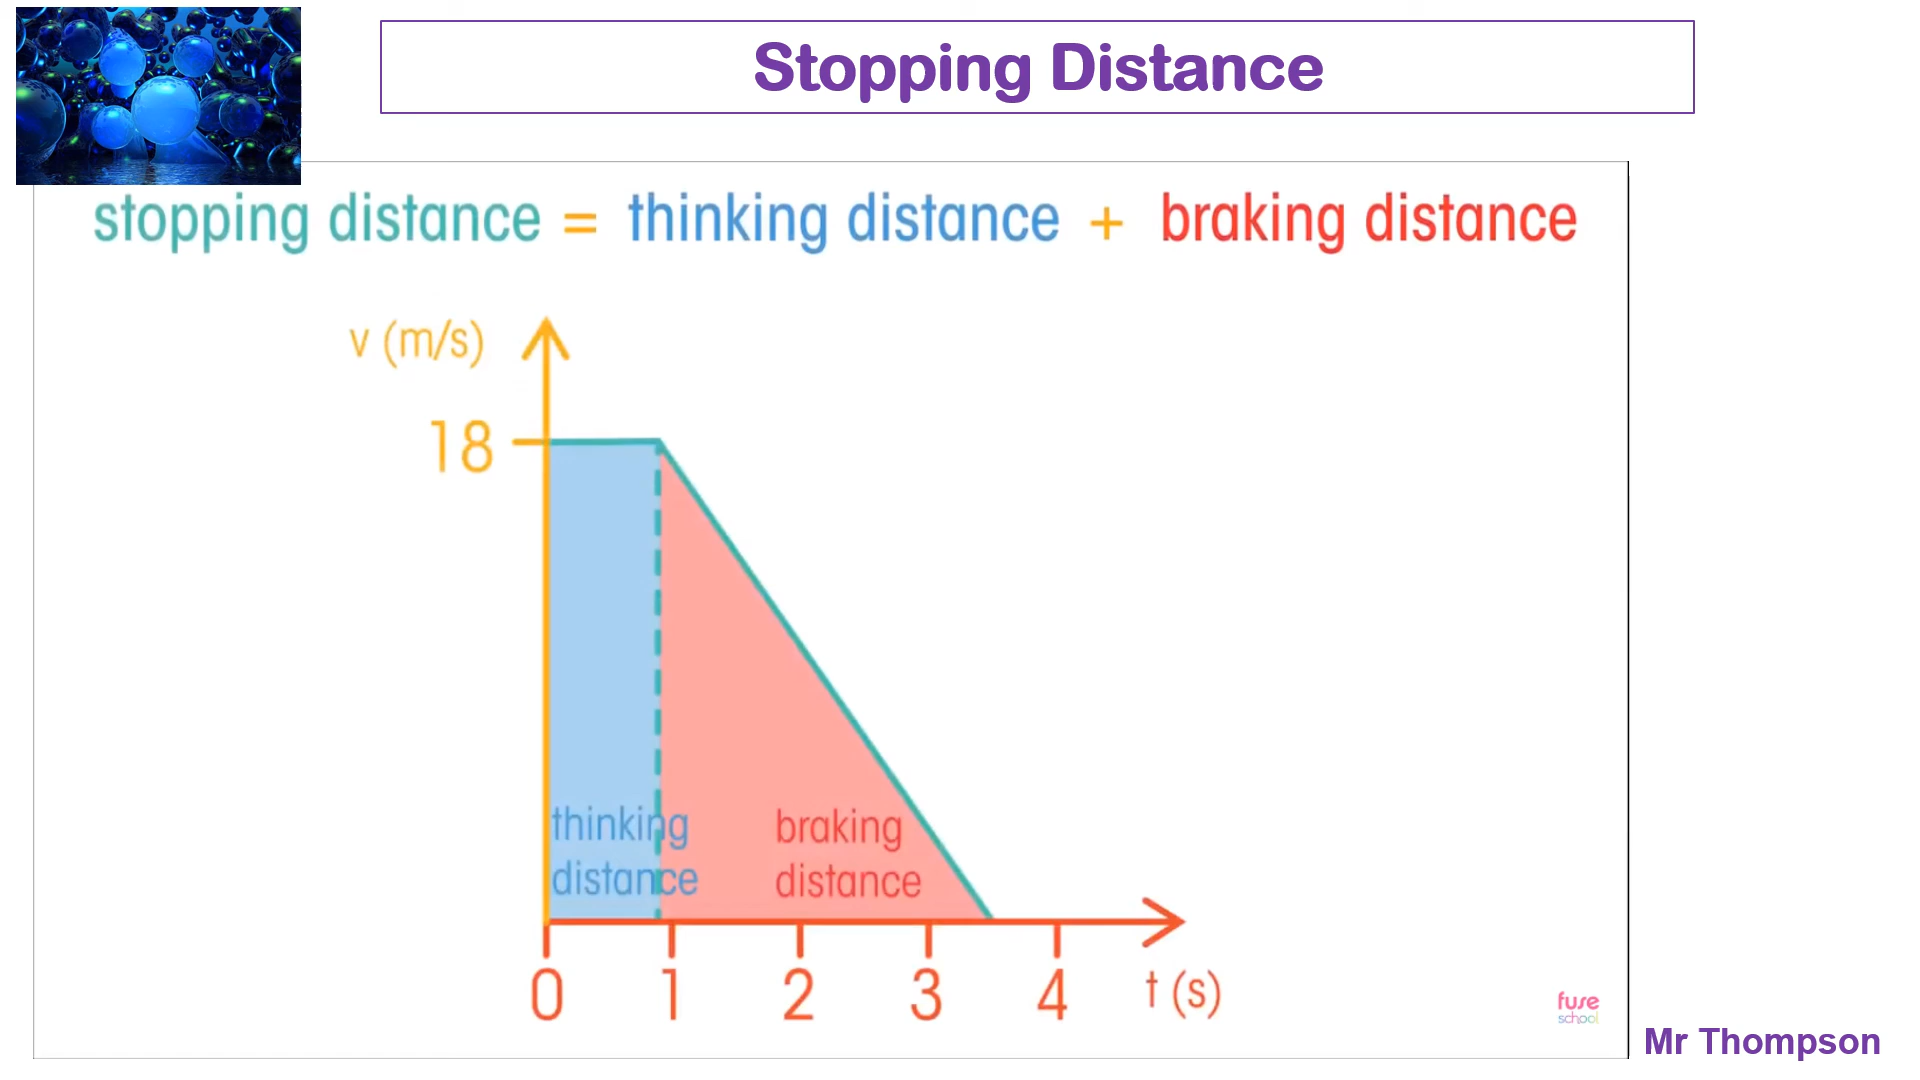 Stopping Distance
stopping distance = thinking distance + braking distance
v (m/s)
18
thinking
distance
braking
distance
0 1 2 3 4 t (s)
fuse
school
Mr Thompson